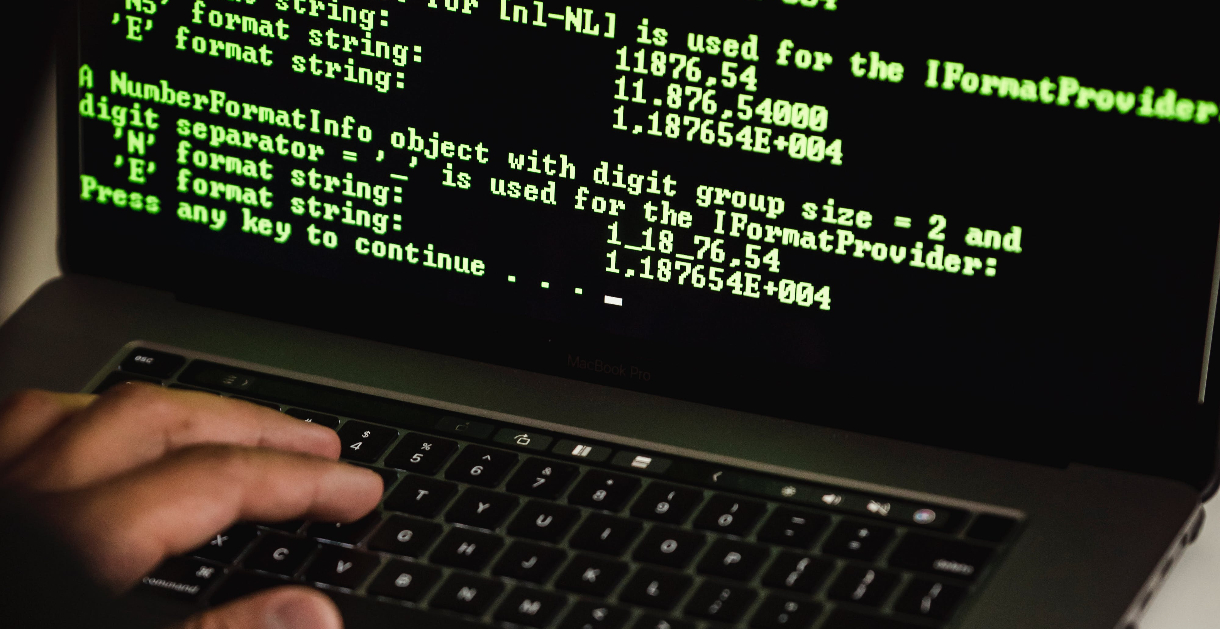 for [nl-NL] is used for the IFormatProvider:
string: 11876,54
'N5' format string: 11.876,54000
'E' format string: 1,187654E+004
A NumberFormatInfo object with digit group size = 2 and
digit separator = '_' is used for the IFormatProvider:
'N' format string: 1_18_76,54
'E' format string: 1,187654E+004
Press any key to continue . . .
MacBook Pro
esc
$ 4 % 5 ^ 6 & 7 * 8 ( 9 ) 0
T Y U I O P
G H J K L
X C V B N M
command ⌘